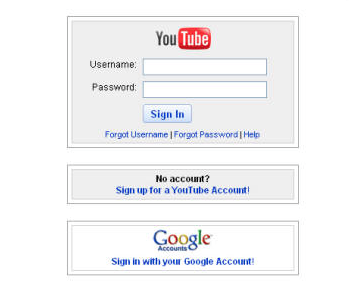 YouTube
Username:
Password:
Sign In
Forgot Username | Forgot Password | Help
No account?
Sign up for a YouTube Account!
Google
Accounts
Sign in with your Google Account!